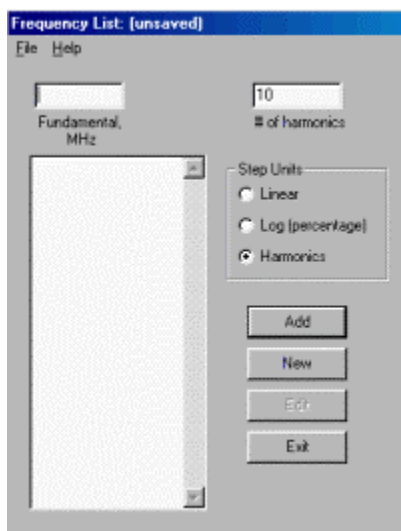 Frequency List: (unsaved)
File Help
10
Fundamental, MHz
# of harmonics
Step Units
Linear
Log (percentage)
Harmonics
Add
New
Edit
Exit